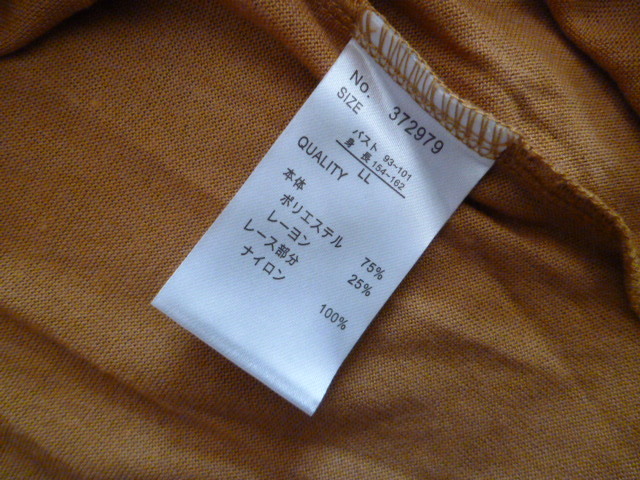 No. 372979
SIZE バスト 93~101
身 長 154~162
LL
QUALITY
本体
ポリエステル 75%
レーヨン 25%
レース部分
ナイロン 100%